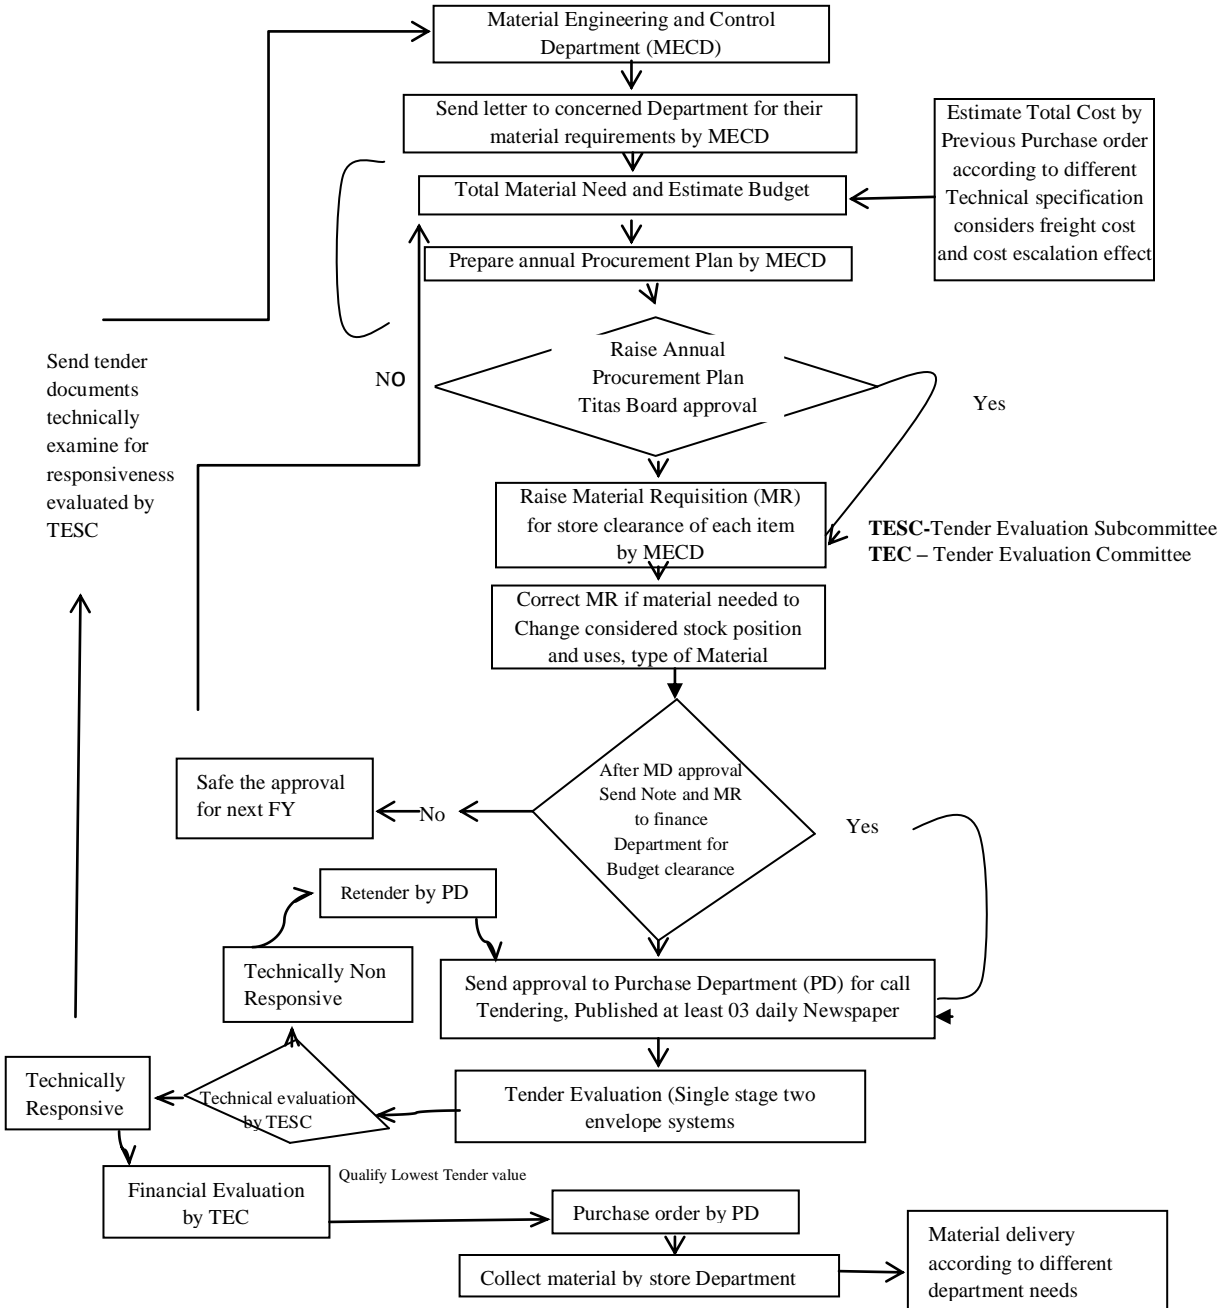 Material Engineering and Control
Department (MECD)
Send letter to concerned Department for their
material requirements by MECD
Estimate Total Cost by
Previous Purchase order
according to different
Technical specification
considers freight cost
and cost escalation effect
Total Material Need and Estimate Budget
Prepare annual Procurement Plan by MECD
Raise Annual
Procurement Plan
Titas Board approval
NO
Yes
Send tender
documents
technically
examine for
responsiveness
evaluated by
TESC
Raise Material Requisition (MR)
for store clearance of each item
by MECD
TESC-Tender Evaluation Subcommittee
TEC – Tender Evaluation Committee
Correct MR if material needed to
Change considered stock position
and uses, type of Material
After MD approval
Send Note and MR
to finance
Department for
Budget clearance
Safe the approval
for next FY
No
Yes
Retender by PD
Technically Non
Responsive
Send approval to Purchase Department (PD) for call
Tendering, Published at least 03 daily Newspaper
Technically
Responsive
Technical evaluation
by TESC
Tender Evaluation (Single stage two
envelope systems
Financial Evaluation
by TEC
Qualify Lowest Tender value
Purchase order by PD
Collect material by store Department
Material delivery
according to different
department needs